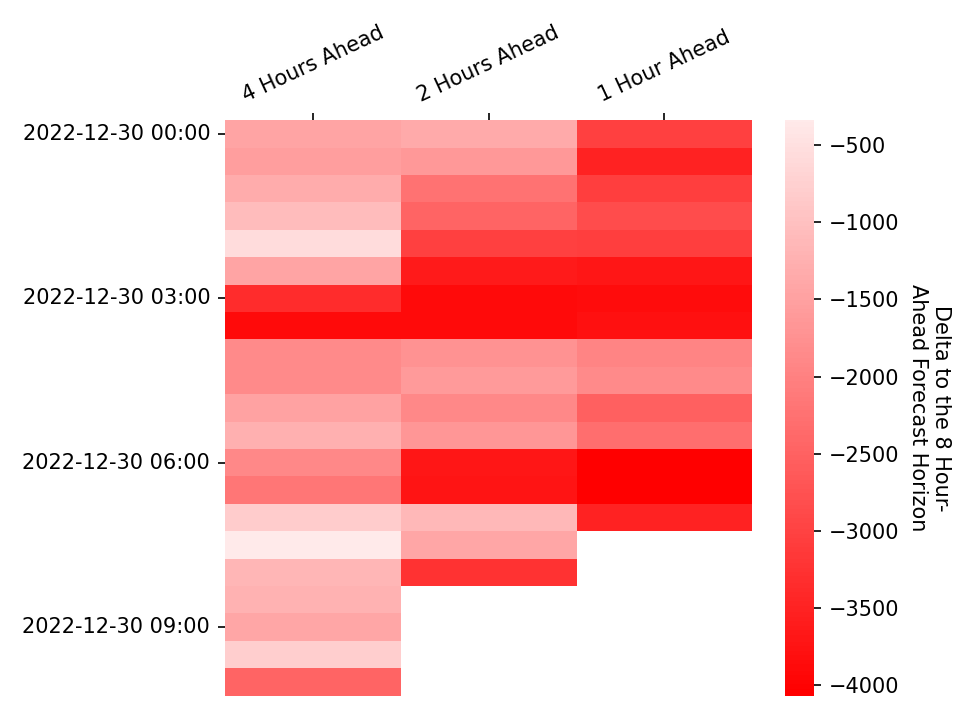 4 Hours Ahead
2 Hours Ahead
1 Hour Ahead
2022-12-30 00:00
2022-12-30 03:00
2022-12-30 06:00
2022-12-30 09:00
−500
−1000
−1500
−2000
−2500
−3000
−3500
−4000
Delta to the 8 Hour-
Ahead Forecast Horizon